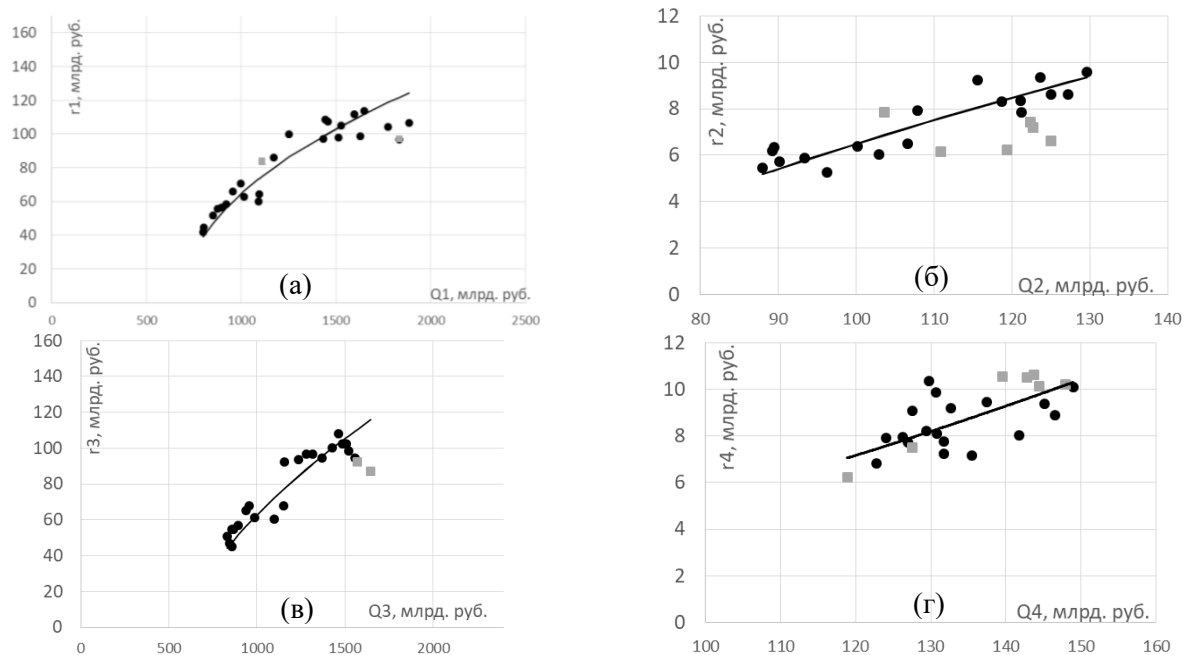 r1, млрд. руб.
160
140
120
100
80
60
40
20
0
(а)
Q1, млрд. руб.
0 500 1000 1500 2000 2500
r2, млрд. руб.
12
10
8
6
4
2
0
(б)
Q2, млрд. руб.
80 90 100 110 120 130 140
r3, млрд. руб.
160
140
120
100
80
60
40
20
0
(в)
Q3, млрд. руб.
0 500 1000 1500 2000
r4, млрд. руб.
12
10
8
6
4
2
0
(г)
Q4, млрд. руб.
100 110 120 130 140 150 160